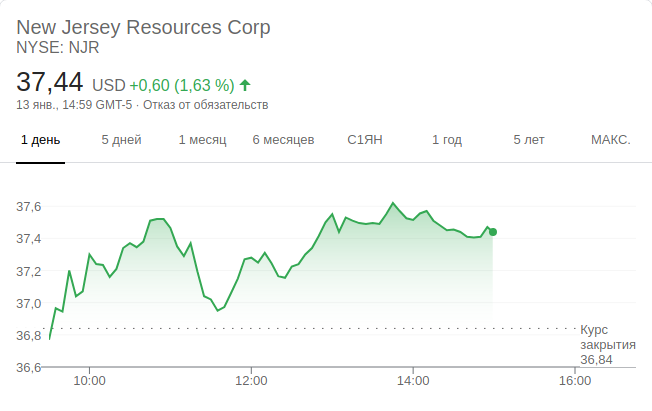 New Jersey Resources Corp
NYSE: NJR
37,44 USD +0,60 (1,63 %)
13 янв., 14:59 GMT-5 · Отказ от обязательств
1 день 5 дней 1 месяц 6 месяцев С1ЯН 1 год 5 лет МАКС.
37,6
37,4
37,2
37,0
36,8
36,6
Курс
закрытия
36,84
10:00 12:00 14:00 16:00